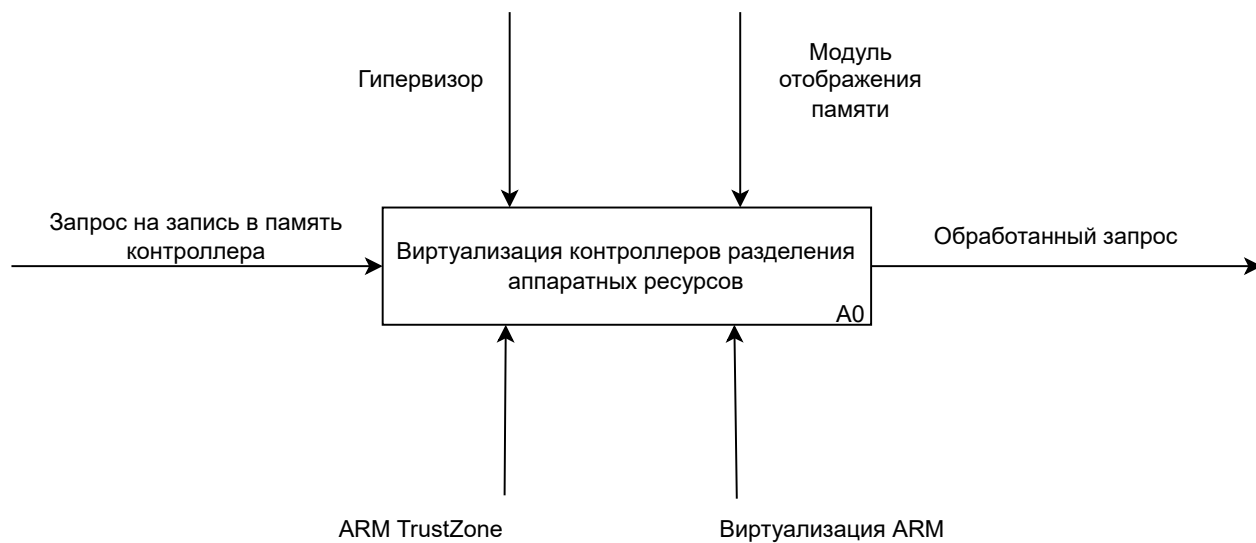 Гипервизор
Модуль
отображения
памяти
Запрос на запись в память
контроллера
Виртуализация контроллеров разделения
аппаратных ресурсов
A0
Обработанный запрос
ARM TrustZone
Виртуализация ARM